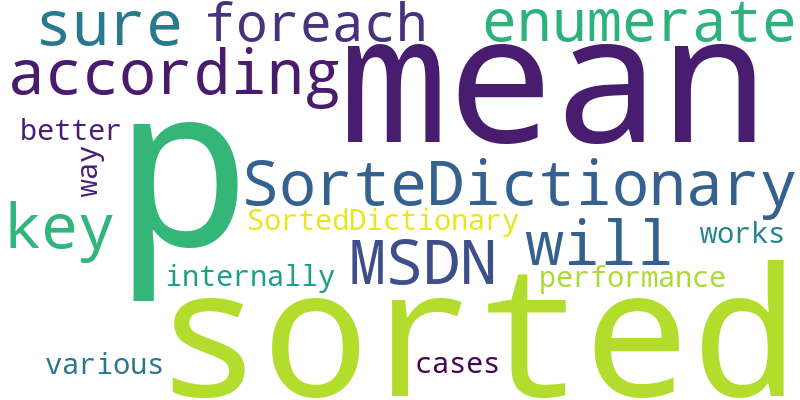 sure foreach enumerate
according mean
better
way
p
SorteDictionary
key
SortedDictionary
will
works
MSDN
internally
performance
sorted
various
cases